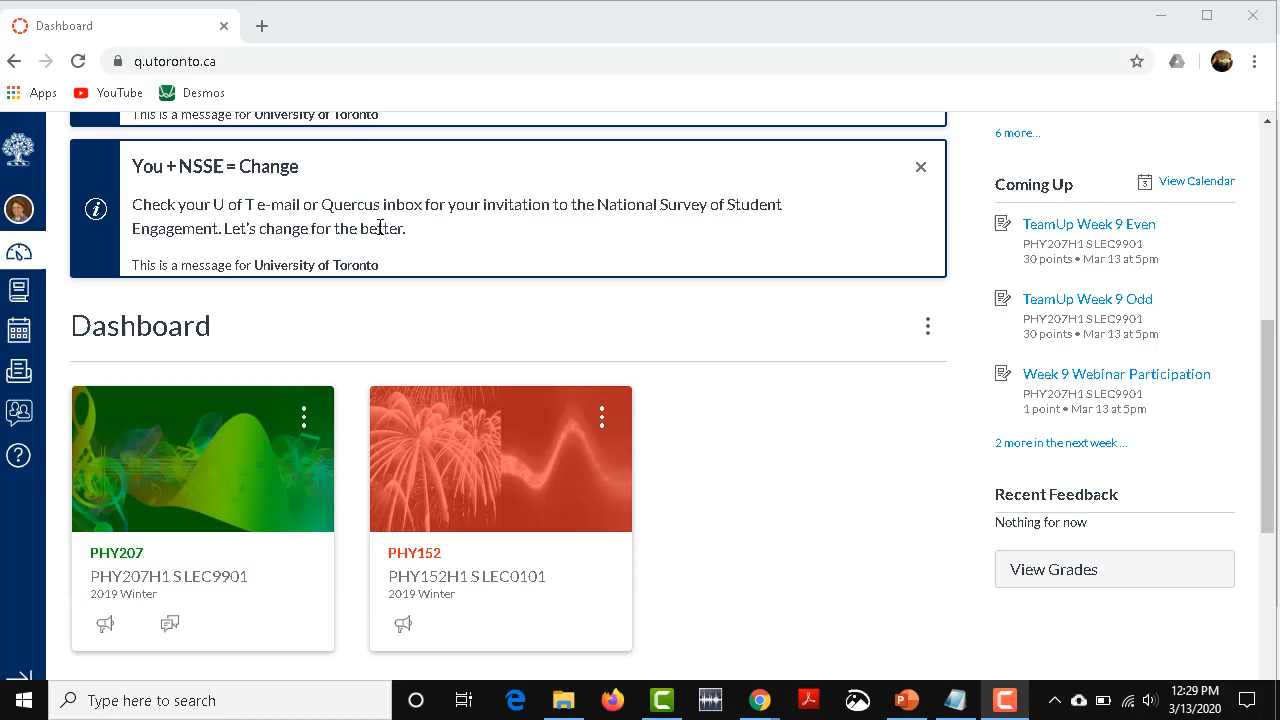 Dashboard
q.utoronto.ca
Apps
YouTube
Desmos
This is a message for University of Toronto
You + NSSE = Change
Check your U of T e-mail or Quercus inbox for your invitation to the National Survey of Student
Engagement. Let's change for the better.
This is a message for University of Toronto
Dashboard
PHY207
PHY207H1 S LEC9901
2019 Winter
PHY152
PHY152H1 S LEC0101
2019 Winter
6 more...
Coming Up
3
View Calendar
TeamUp Week 9 Even
PHY207H1 S LEC9901
30 points • Mar 13 at 5pm
TeamUp Week 9 Odd
PHY207H1 S LEC9901
30 points • Mar 13 at 5pm
Week 9 Webinar Participation
PHY207H1 S LEC9901
1 point • Mar 13 at 5pm
2 more in the next week ...
Recent Feedback
Nothing for now
View Grades
Type here to search
12:29 PM
3/13/2020